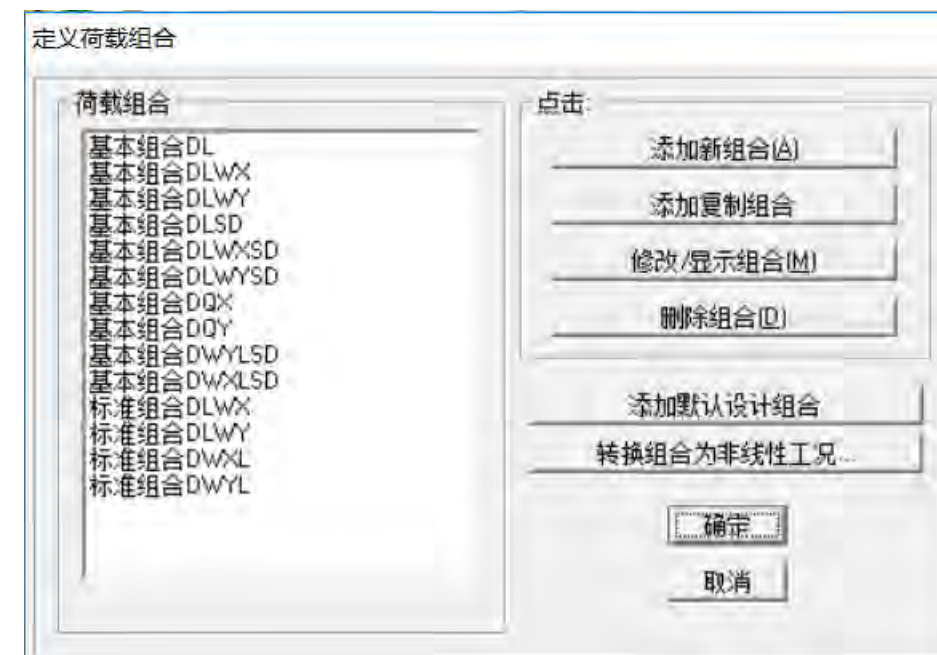 定义荷载组合
荷载组合
基本组合DL
基本组合DLWX
基本组合DLWY
基本组合DLSD
基本组合DLWXSD
基本组合DLWYSD
基本组合DQX
基本组合DQY
基本组合DWYLSD
基本组合DWXLSD
标准组合DLWX
标准组合DLWY
标准组合DWXL
标准组合DWYL
点击:
添加新组合(A)
添加复制组合
修改/显示组合(M)
删除组合(D)
添加默认设计组合
转换组合为非线性工况...
确定
取消